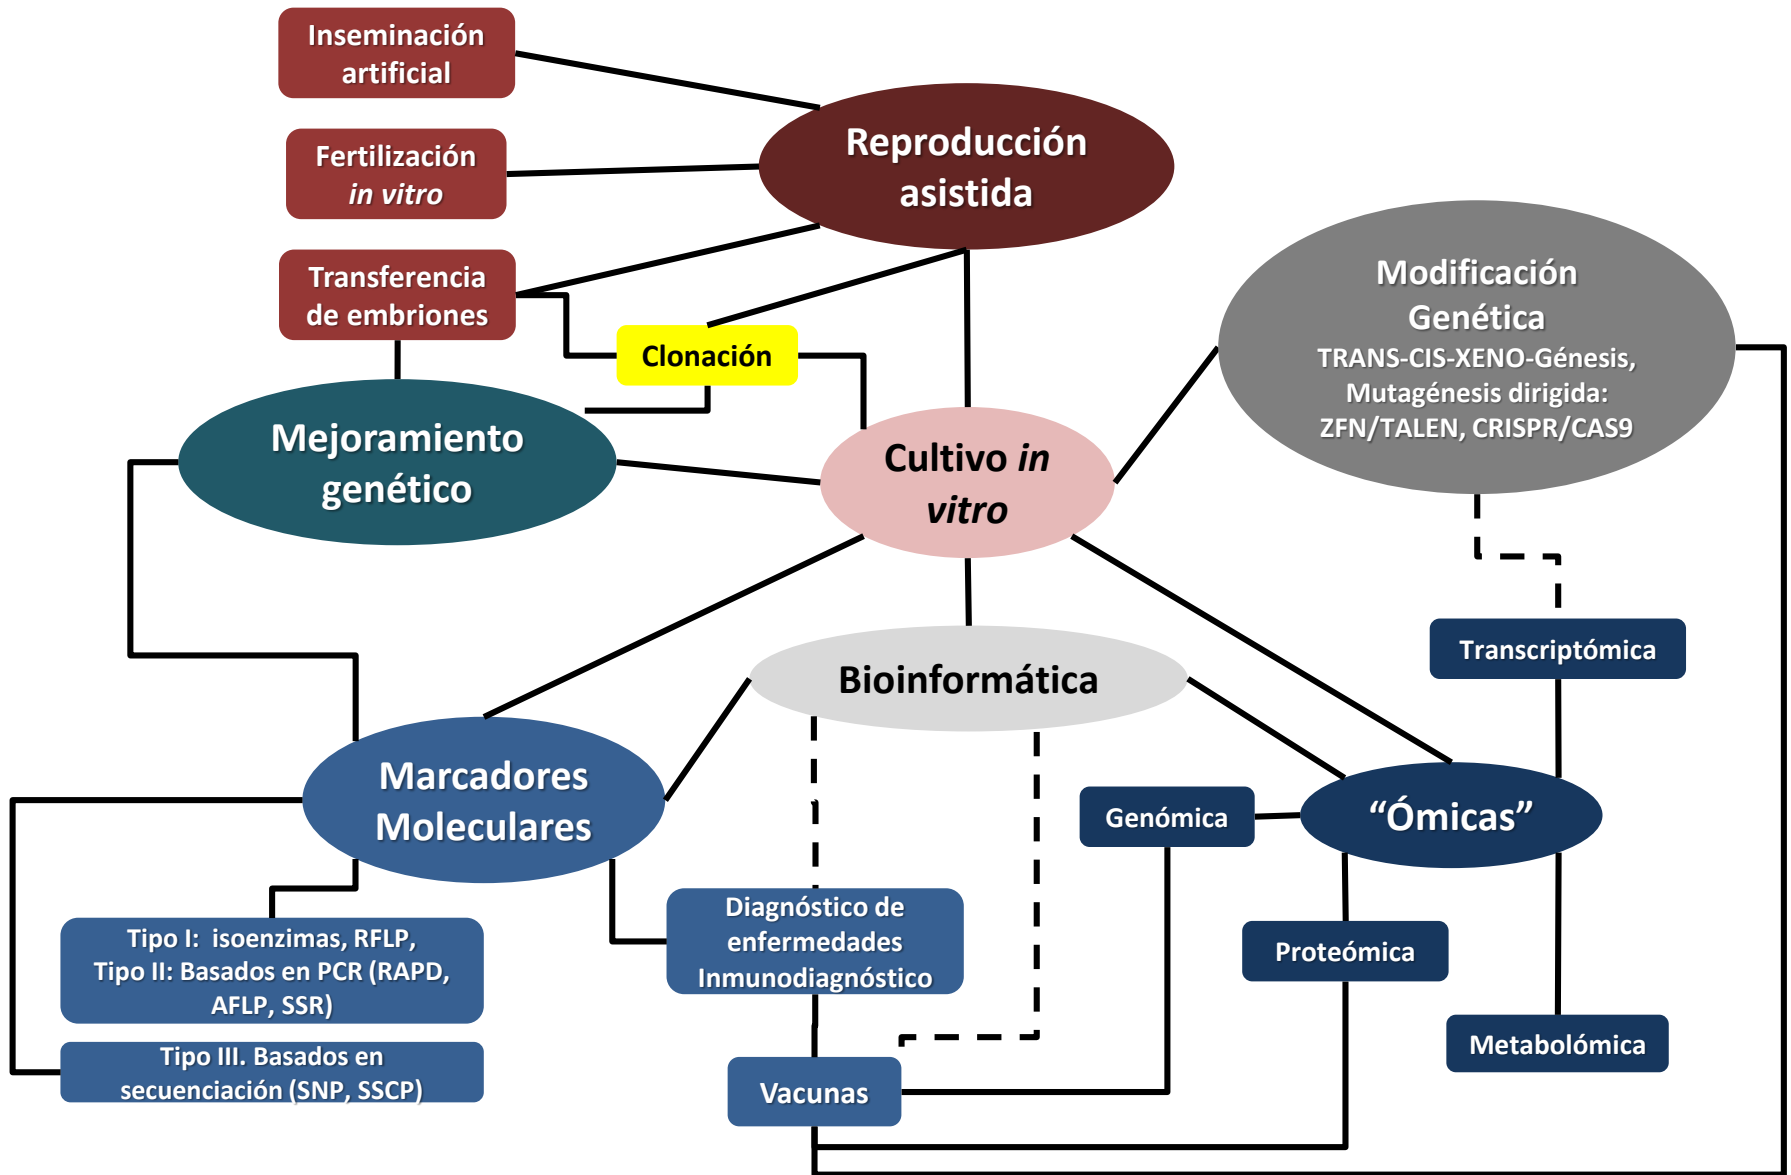 Inseminación
artificial
Fertilización
in vitro
Transferencia
de embriones
Reproducción
asistida
Clonación
Modificación
Genética
TRANS-CIS-XENO-Génesis,
Mutagénesis dirigida:
ZFN/TALEN, CRISPR/CAS9
Mejoramiento
genético
Cultivo in
vitro
Bioinformática
Transcriptómica
Marcadores
Moleculares
Genómica
“Ómicas”
Diagnóstico de
enfermedades
Inmunodiagnóstico
Proteómica
Tipo I:  isoenzimas, RFLP,
Tipo II: Basados en PCR (RAPD,
AFLP, SSR)
Tipo III. Basados en
secuenciación (SNP, SSCP)
Vacunas
Metabolómica